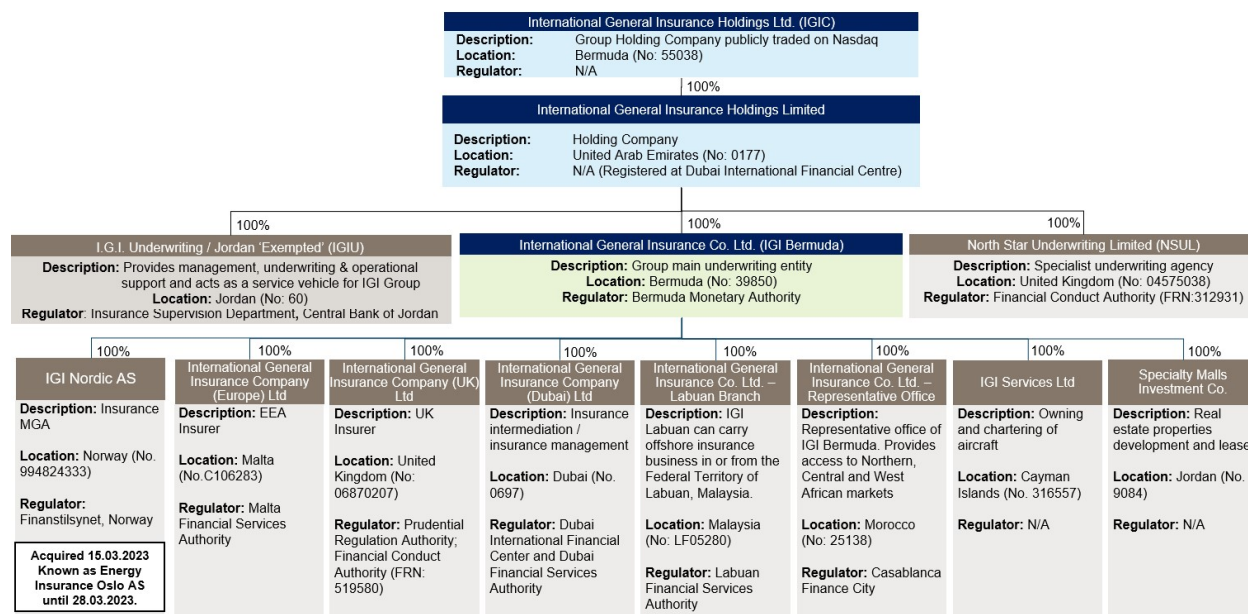 International General Insurance Holdings Ltd. (IGIC)
Description: Group Holding Company publicly traded on Nasdaq
Location: Bermuda (No: 55038)
Regulator: N/A
100%
International General Insurance Holdings Limited
Description: Holding Company
Location: United Arab Emirates (No: 0177)
Regulator: N/A (Registered at Dubai International Financial Centre)
100%
100%
100%
I.G.I. Underwriting / Jordan ‘Exempted’ (IGIU)
Description: Provides management, underwriting & operational
support and acts as a service vehicle for IGI Group
Location: Jordan (No: 60)
Regulator: Insurance Supervision Department, Central Bank of Jordan
International General Insurance Co. Ltd. (IGI Bermuda)
Description: Group main underwriting entity
Location: Bermuda (No: 39850)
Regulator: Bermuda Monetary Authority
North Star Underwriting Limited (NSUL)
Description: Specialist underwriting agency
Location: United Kingdom (No: 04575038)
Regulator: Financial Conduct Authority (FRN:312931)
100%
100%
100%
100%
100%
100%
100%
100%
IGI Nordic AS
Description: Insurance
MGA
Location: Norway (No.
994824333)
Regulator:
Finanstilsynet, Norway
Acquired 15.03.2023
Known as Energy
Insurance Oslo AS
until 28.03.2023.
International General
Insurance Company
(Europe) Ltd
Description: EEA
Insurer
Location: Malta
(No.C106283)
Regulator: Malta
Financial Services
Authority
International General
Insurance Company (UK)
Ltd
Description: UK
Insurer
Location: United
Kingdom (No:
06870207)
Regulator: Prudential
Regulation Authority;
Financial Conduct
Authority (FRN:
519580)
International General
Insurance Company
(Dubai) Ltd
Description: Insurance
intermediation /
insurance management
Location: Dubai (No.
0697)
Regulator: Dubai
International Financial
Center and Dubai
Financial Services
Authority
International General
Insurance Co. Ltd. –
Labuan Branch
Description: IGI
Labuan can carry
offshore insurance
business in or from the
Federal Territory of
Labuan, Malaysia.
Location: Malaysia
(No: LF05280)
Regulator: Labuan
Financial Services
Authority
International General
Insurance Co. Ltd. –
Representative Office
Description:
Representative office of
IGI Bermuda. Provides
access to Northern,
Central and West
African markets
Location: Morocco
(No: 25138)
Regulator: Casablanca
Finance City
IGI Services Ltd
Description: Owning
and chartering of
aircraft
Location: Cayman
Islands (No. 316557)
Regulator: N/A
Specialty Malls
Investment Co.
Description: Real
estate properties
development and lease
Location: Jordan (No.
9084)
Regulator: N/A